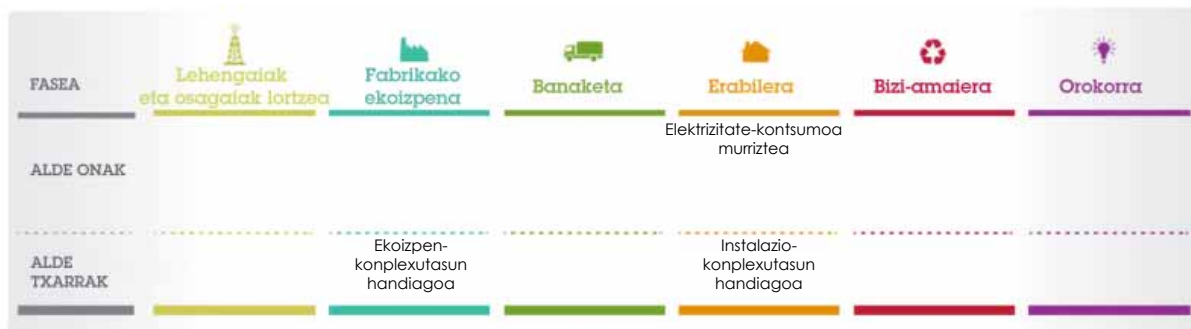 FASEA
Lehengaiak
eta osagaiak lortzea
Fabrikako
ekoizpena
Banaketa
Erabilera
Bizi-amaiera
Orokorra
ALDE ONAK
Elektrizitate-kontsumoa
murriztea
ALDE
TXARRAK
Ekoizpen-
konplexutasun
handiagoa
Instalazio-
konplexutasun
handiagoa